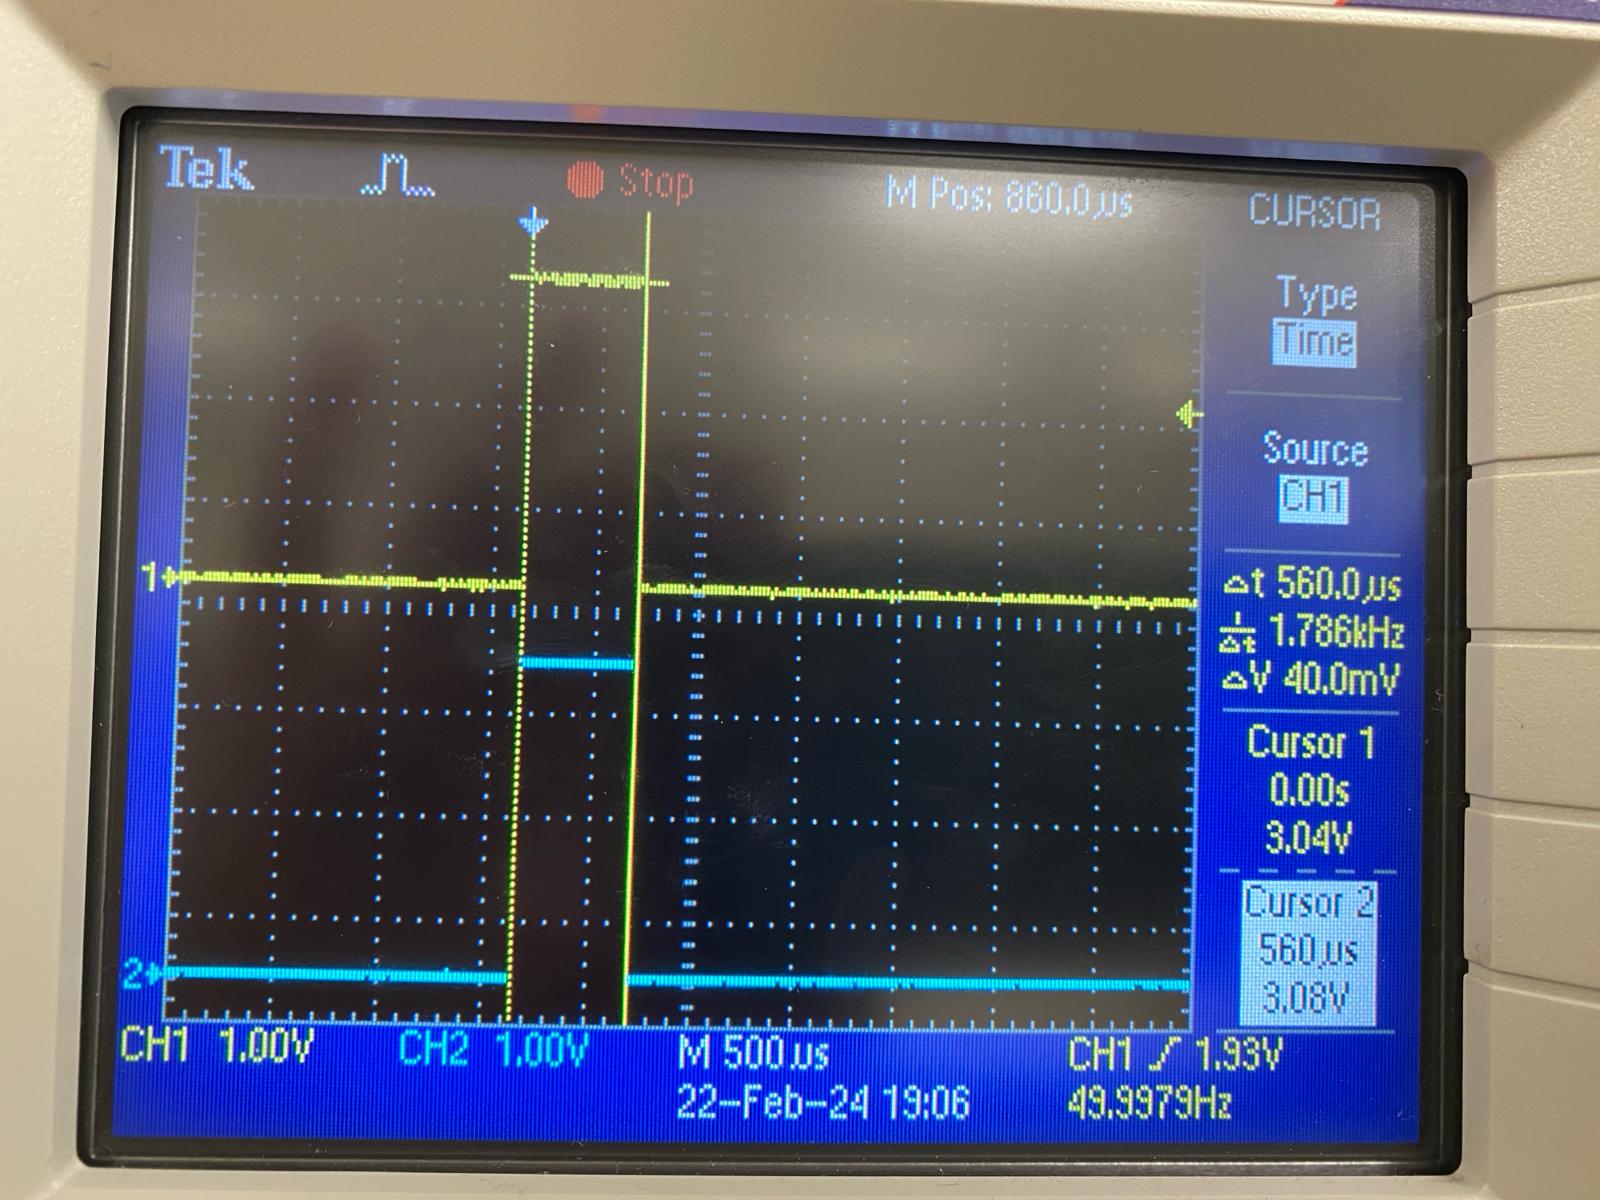 Tek Stop M Pos: 860.0µs CURSOR
Type
Time
Source
CH1
Δt 560.0µs
1/Δt 1.786kHz
ΔV 40.0mV
Cursor 1
0.00s
3.04V
Cursor 2
560µs
3.08V
1
2
CH1 1.00V CH2 1.00V M 500µs CH1 1.93V
22-Feb-24 19:06 49.9979Hz